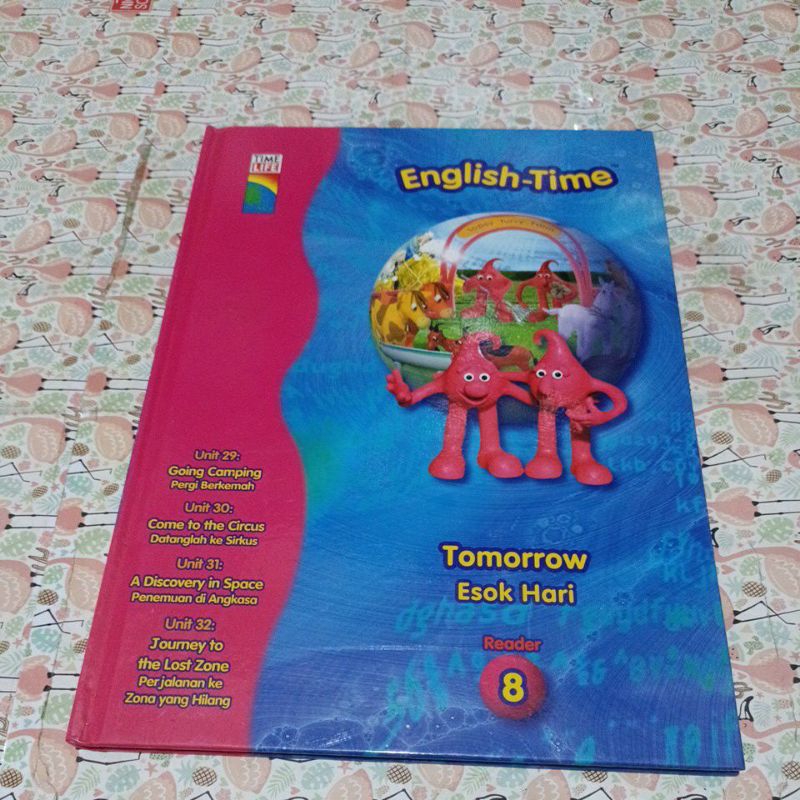 TIME
LIFE
English-Time™
Unit 29:
Going Camping
Pergi Berkemah
Unit 30:
Come to the Circus
Datanglah ke Sirkus
Unit 31:
A Discovery in Space
Penemuan di Angkasa
Unit 32:
Journey to
the Lost Zone
Perjalanan ke
Zona yang Hilang
Tomorrow
Esok Hari
Reader
8